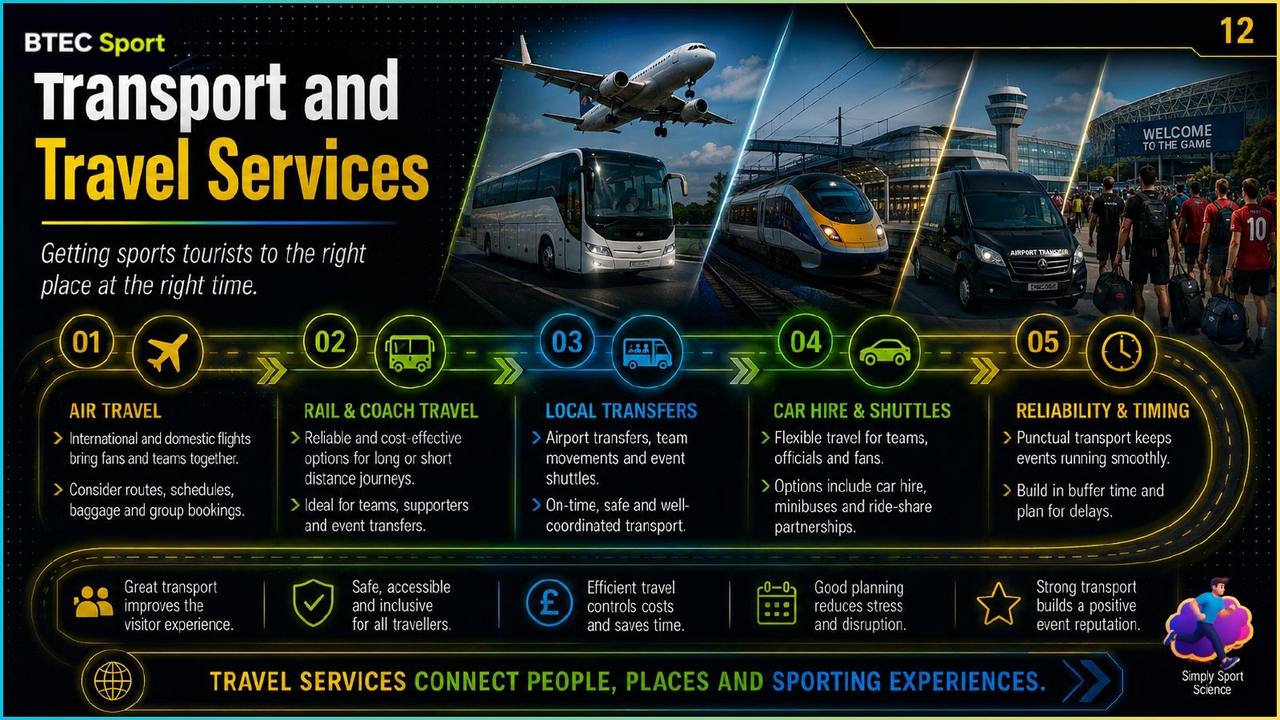 BTEC Sport
12
Transport and
Travel Services
Getting sports tourists to the right
place at the right time.
WELCOME
TO THE GAME
AIRPORT TRANSFER
10
01
02
03
04
05
AIR TRAVEL
International and domestic flights
bring fans and teams together.
Consider routes, schedules,
baggage and group bookings.
RAIL & COACH TRAVEL
Reliable and cost-effective
options for long or short
distance journeys.
Ideal for teams, supporters
and event transfers.
LOCAL TRANSFERS
Airport transfers, team
movements and event
shuttles.
On-time, safe and well-
coordinated transport.
CAR HIRE & SHUTTLES
Flexible travel for teams,
officials and fans.
Options include car hire,
minibuses and ride-share
partnerships.
RELIABILITY & TIMING
Punctual transport keeps
events running smoothly.
Build in buffer time and
plan for delays.
Great transport
improves the
visitor experience.
Safe, accessible
and inclusive
for all travellers.
£
Efficient travel
controls costs
and saves time.
Good planning
reduces stress
and disruption.
Strong transport
builds a positive
event reputation.
TRAVEL SERVICES CONNECT PEOPLE, PLACES AND SPORTING EXPERIENCES.
Simply Sport
Science